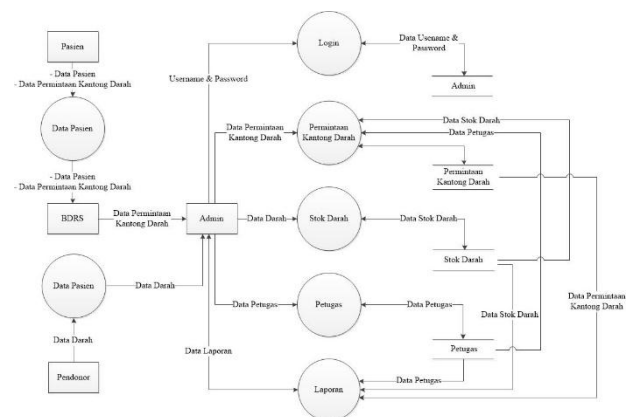 Pasien
- Data Pasien
- Data Permintaan Kantong Darah
Data Pasien
- Data Pasien
- Data Permintaan Kantong Darah
BDRS
Data Permintaan
Kantong Darah
Admin
Data Pasien
Data Darah
Data Darah
Pendonor
Username & Password
Login
Data Usename &
Password
Admin
Data Permintaan
Kantong Darah
Permintaan
Kantong Darah
Data Stok Darah
Data Petugas
Permintaan
Kantong Darah
Data Darah
Stok Darah
Data Stok Darah
Stok Darah
Data Petugas
Petugas
Data Petugas
Petugas
Data Stok Darah
Data Permintaan
Kantong Darah
Data Laporan
Laporan
Data Petugas